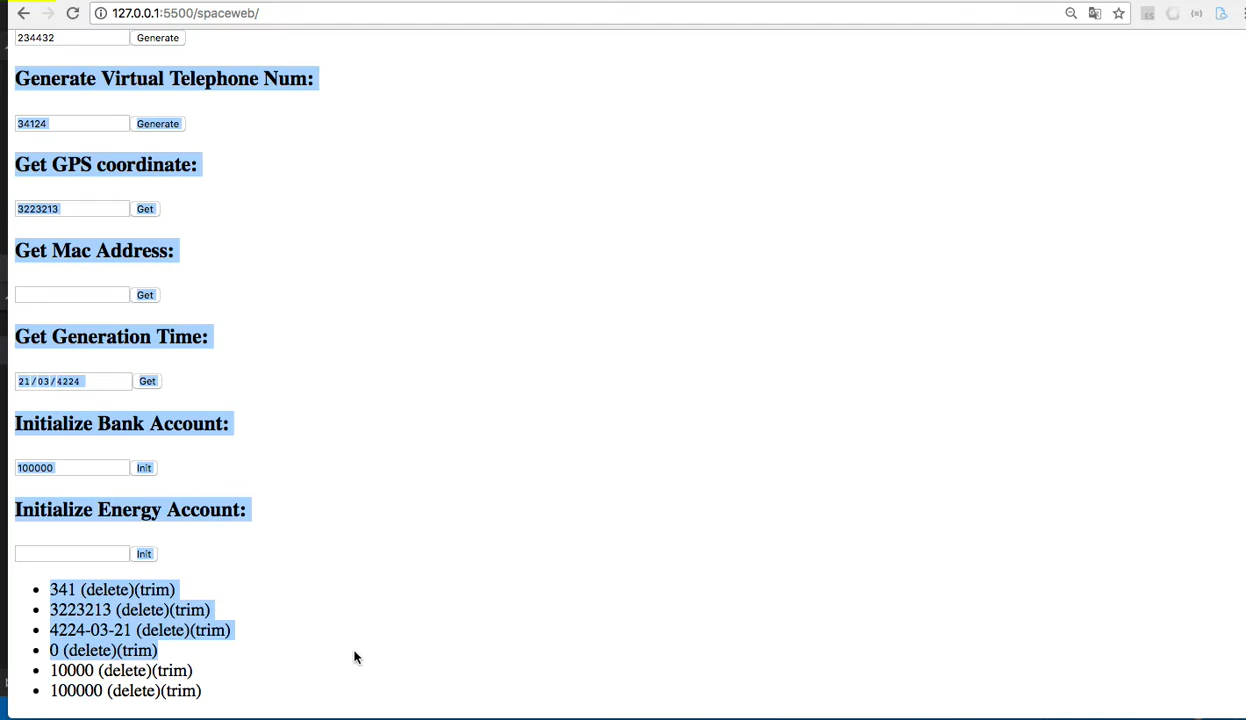 127.0.0.1:5500/spaceweb/
234432 Generate
Generate Virtual Telephone Num:
34124 Generate
Get GPS coordinate:
3223213 Get
Get Mac Address:
Get
Get Generation Time:
21/03/4224 Get
Initialize Bank Account:
100000 Init
Initialize Energy Account:
Init
341 (delete)(trim)
3223213 (delete)(trim)
4224-03-21 (delete)(trim)
0 (delete)(trim)
10000 (delete)(trim)
100000 (delete)(trim)